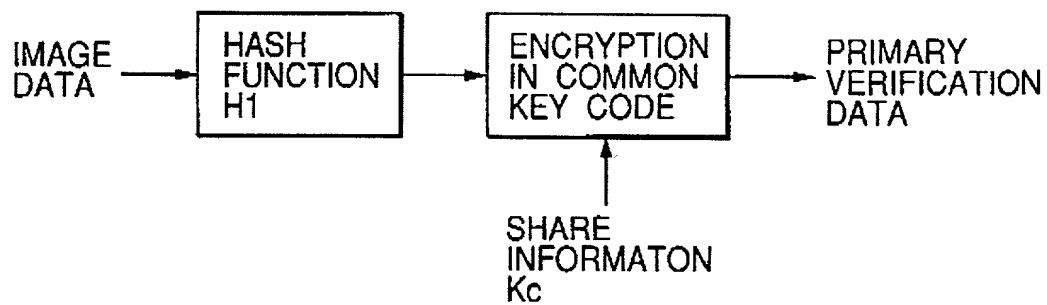 IMAGE
DATA
HASH
FUNCTION
H1
ENCRYPTION
IN COMMON
KEY CODE
PRIMARY
VERIFICATION
DATA
SHARE
INFORMATON
Kc